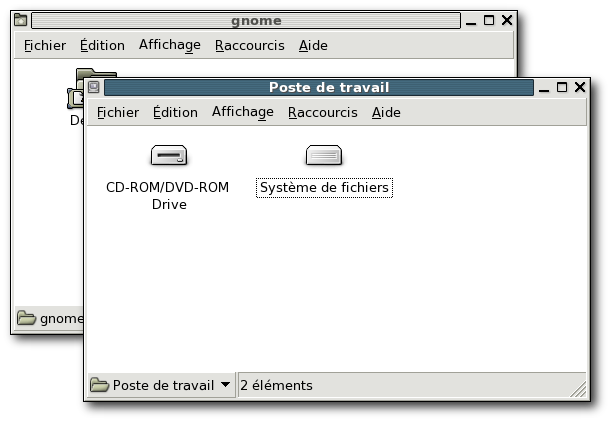 gnome
Fichier Édition Affichage Raccourcis Aide
Poste de travail
Fichier Édition Affichage Raccourcis Aide
CD-ROM/DVD-ROM
Drive
Système de fichiers
gnome
Poste de travail
2 éléments